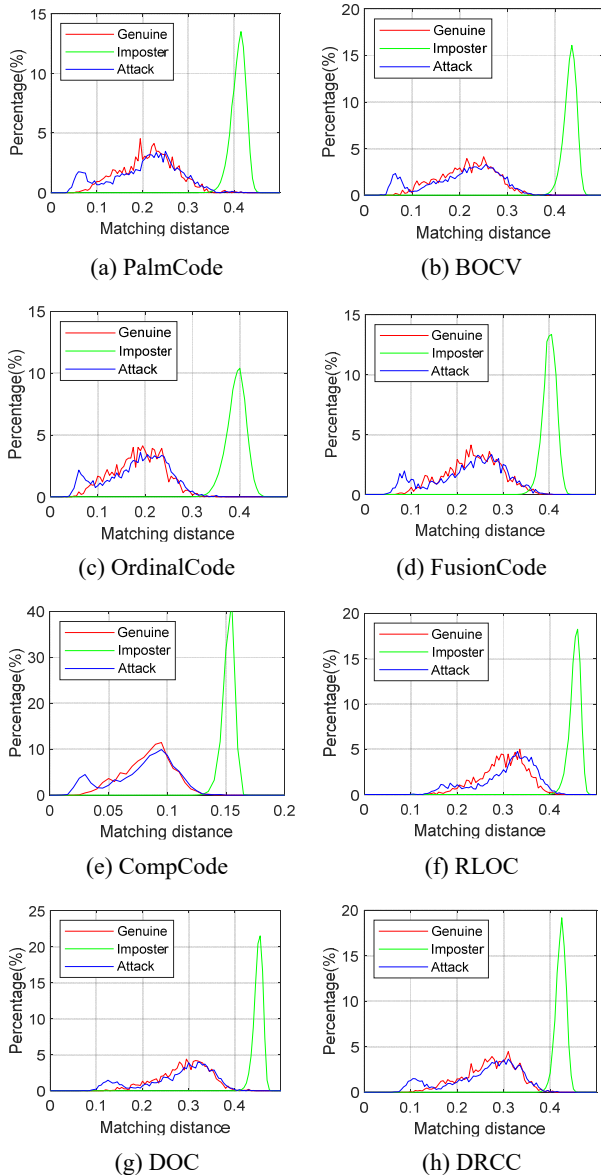 15
10
5
0
Percentage(%)
Genuine
Imposter
Attack
0 0.1 0.2 0.3 0.4
Matching distance
(a) PalmCode
20
15
10
5
0
Percentage(%)
Genuine
Imposter
Attack
0 0.1 0.2 0.3 0.4
Matching distance
(b) BOCV
15
10
5
0
Percentage(%)
Genuine
Imposter
Attack
0 0.1 0.2 0.3 0.4
Matching distance
(c) OrdinalCode
15
10
5
0
Percentage(%)
Genuine
Imposter
Attack
0 0.1 0.2 0.3 0.4
Matching distance
(d) FusionCode
40
30
20
10
0
Percentage(%)
Genuine
Imposter
Attack
0 0.05 0.1 0.15 0.2
Matching distance
(e) CompCode
20
15
10
5
0
Percentage(%)
Genuine
Imposter
Attack
0 0.1 0.2 0.3 0.4
Matching distance
(f) RLOC
25
20
15
10
5
0
Percentage(%)
Genuine
Imposter
Attack
0 0.1 0.2 0.3 0.4
Matching distance
(g) DOC
20
15
10
5
0
Percentage(%)
Genuine
Imposter
Attack
0 0.1 0.2 0.3 0.4
Matching distance
(h) DRCC